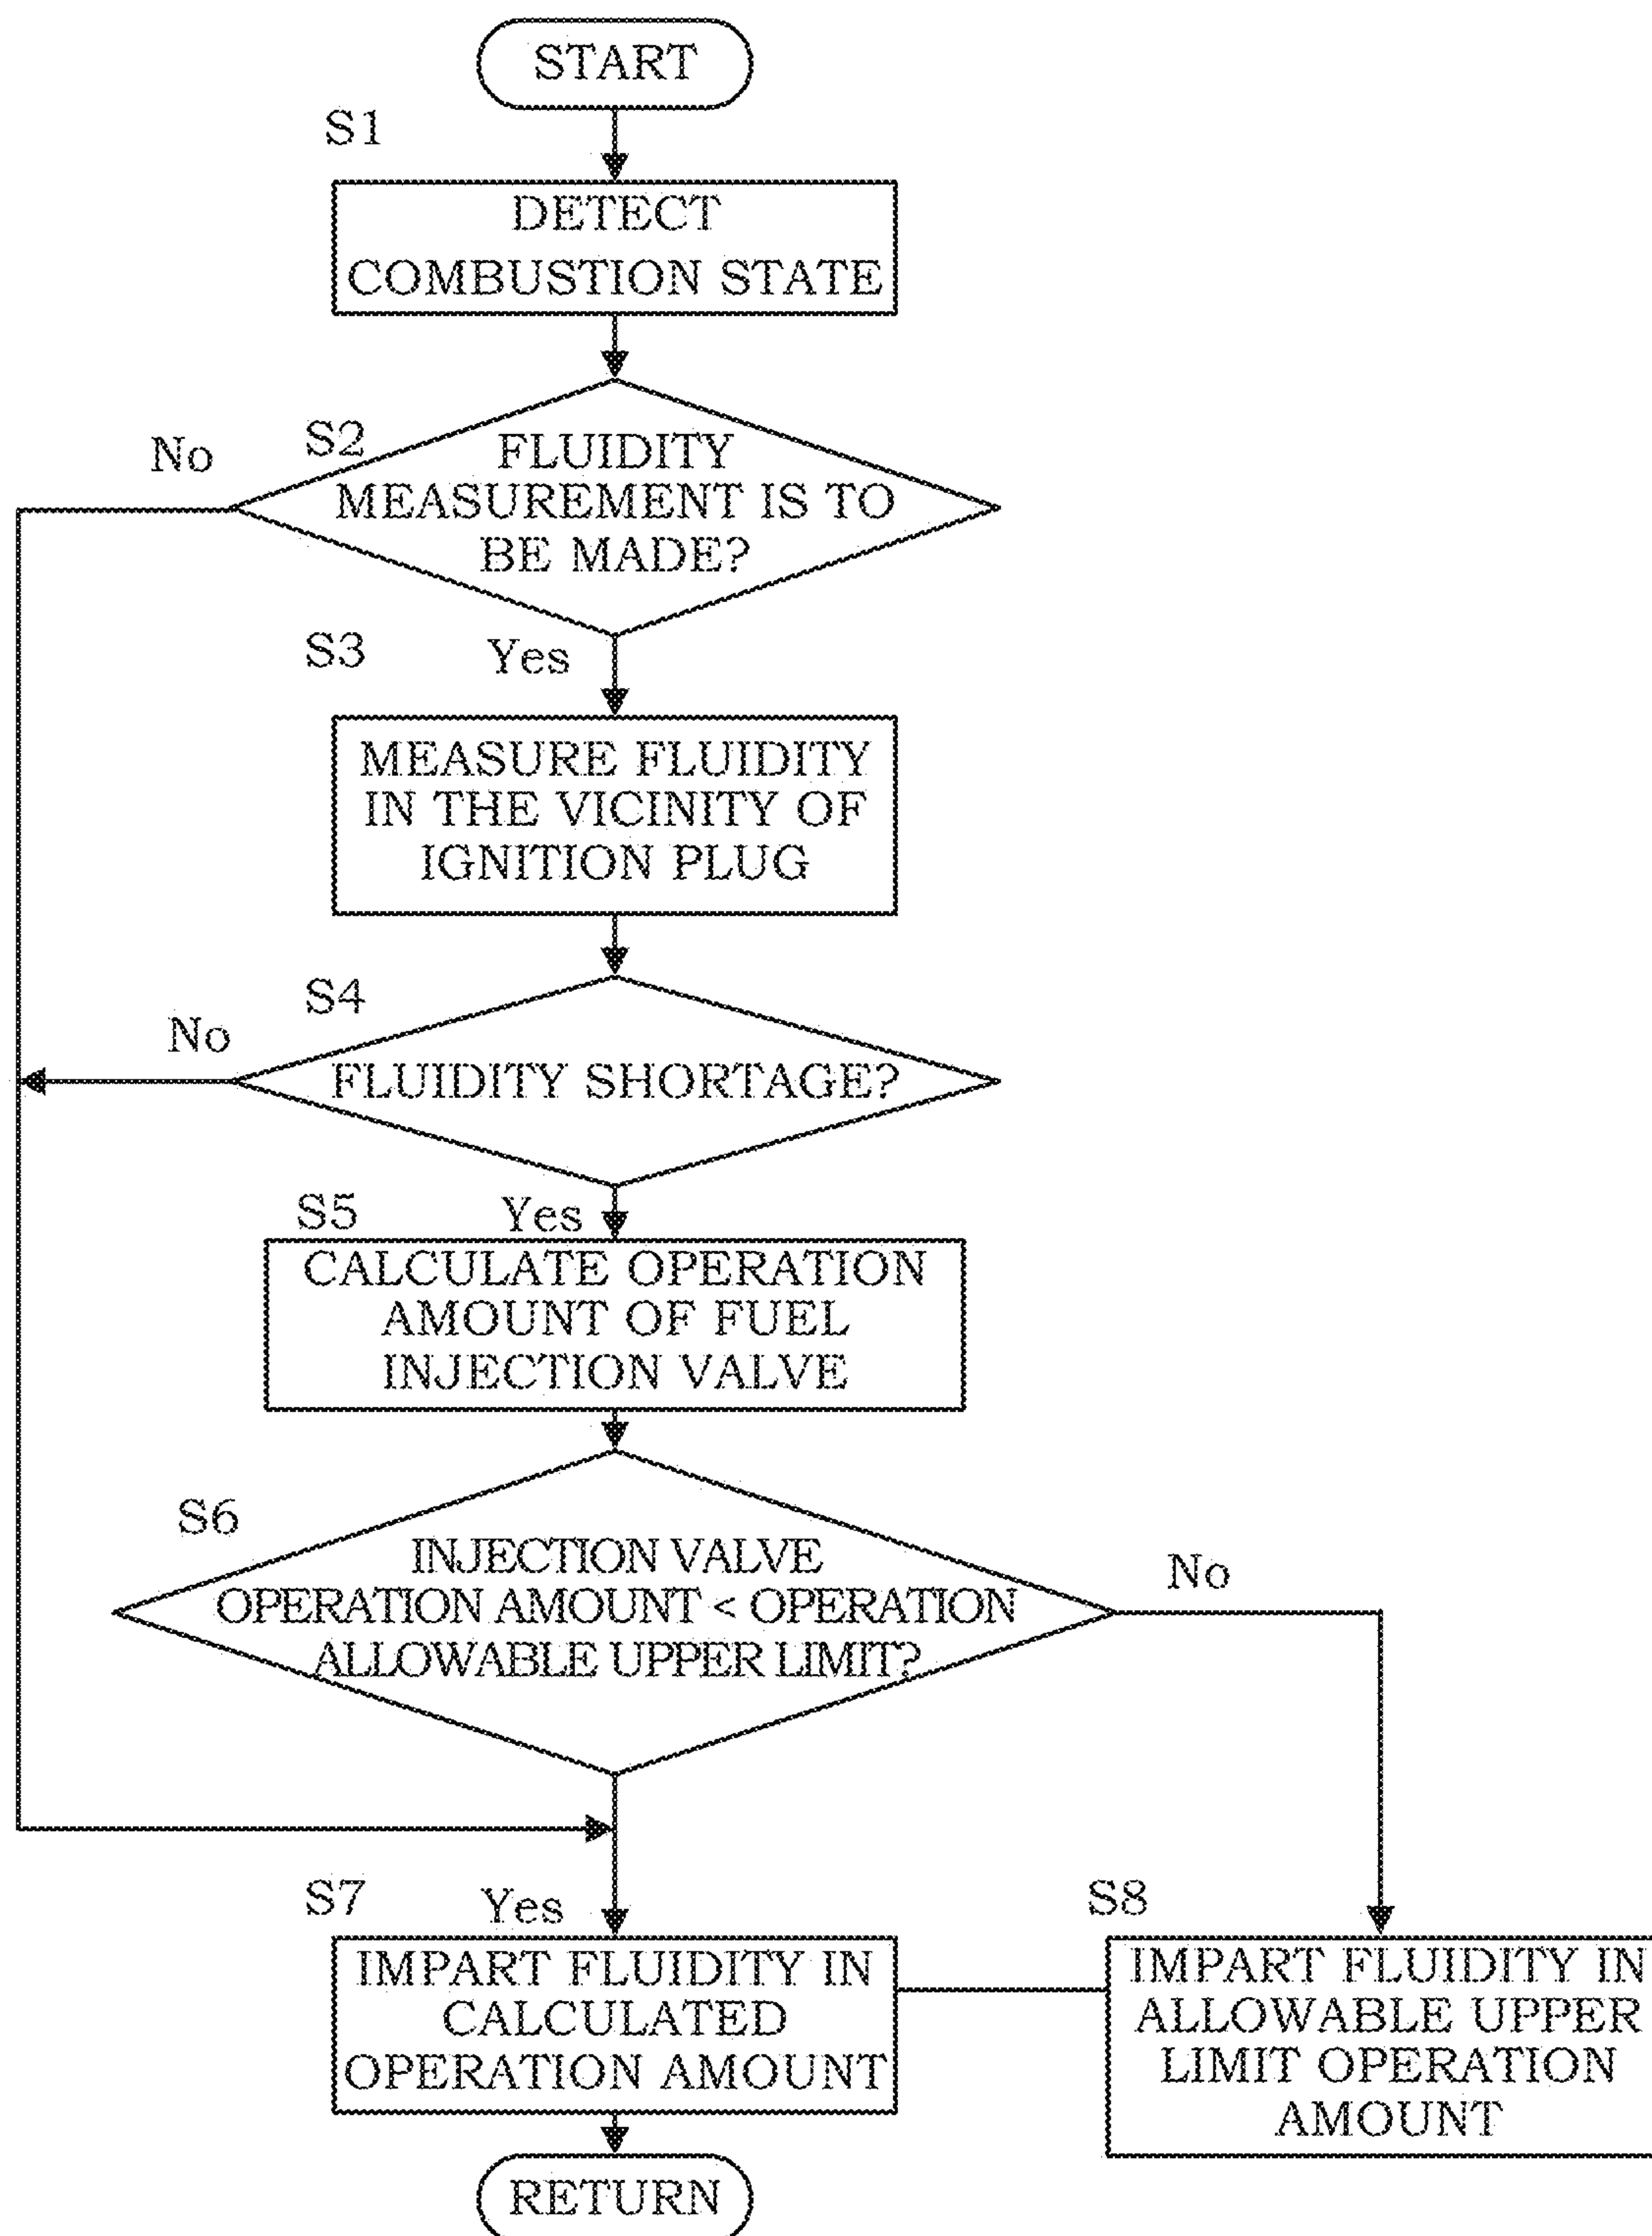 START
S1
DETECT
COMBUSTION STATE
No
S2
FLUIDITY
MEASUREMENT IS TO
BE MADE?
S3
Yes
MEASURE FLUIDITY
IN THE VICINITY OF
IGNITION PLUG
S4
No
FLUIDITY SHORTAGE?
S5
Yes
CALCULATE OPERATION
AMOUNT OF FUEL
INJECTION VALVE
S6
INJECTION VALVE
OPERATION AMOUNT < OPERATION
ALLOWABLE UPPER LIMIT?
No
S7
Yes
IMPART FLUIDITY IN
CALCULATED
OPERATION AMOUNT
S8
IMPART FLUIDITY IN
ALLOWABLE UPPER
LIMIT OPERATION
AMOUNT
RETURN